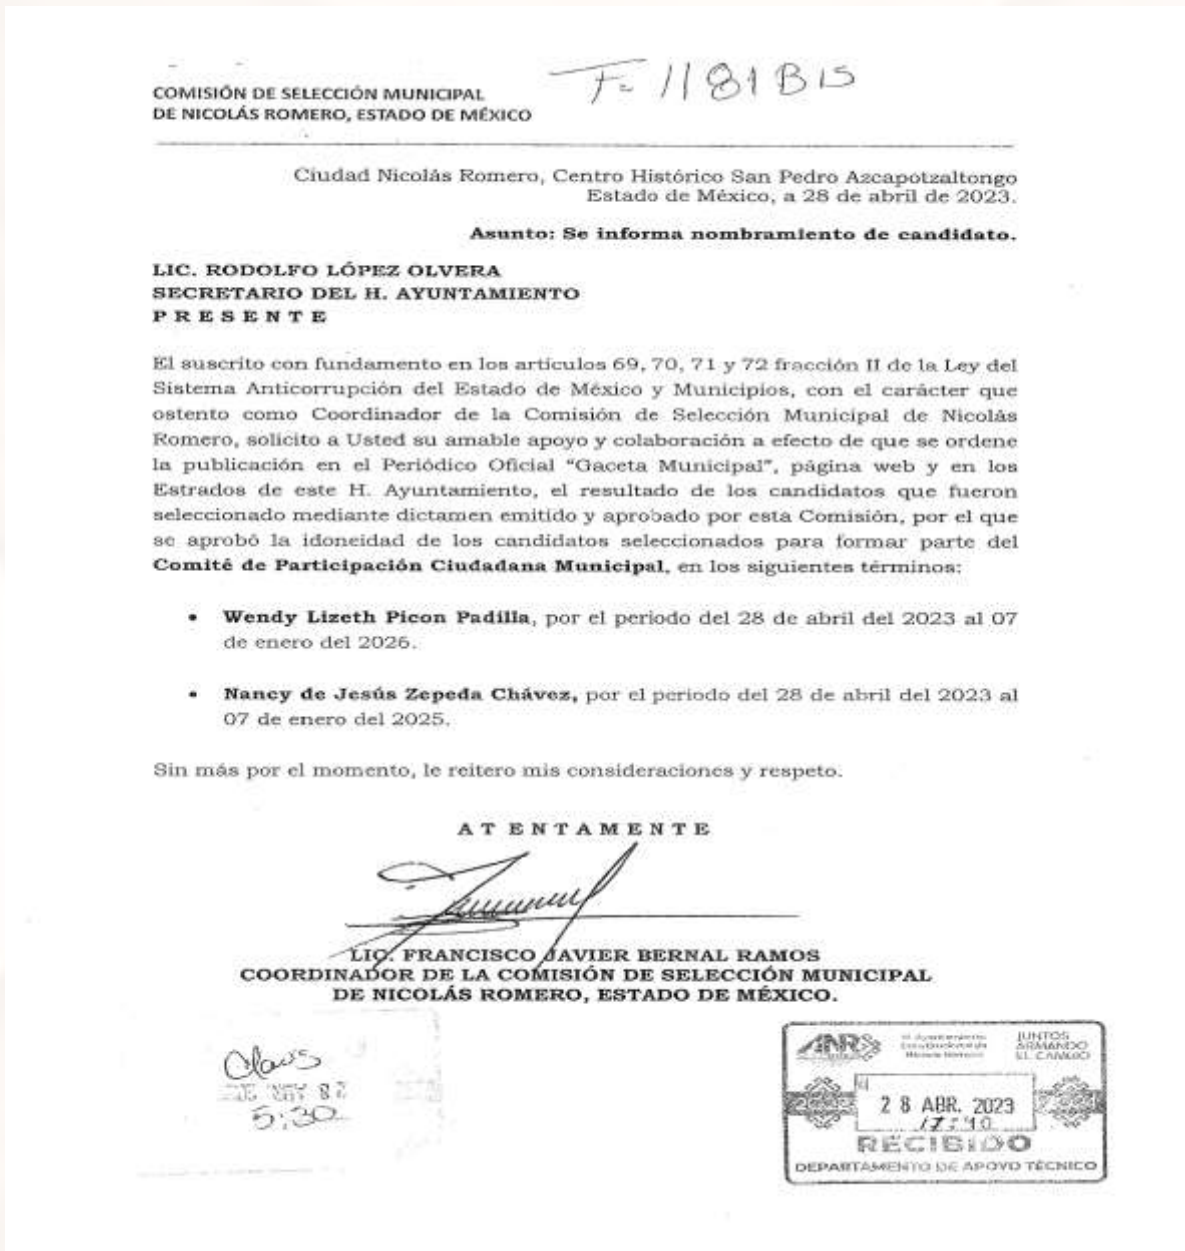 F= 1181 BIS
COMISIÓN DE SELECCIÓN MUNICIPAL
DE NICOLÁS ROMERO, ESTADO DE MÉXICO
Ciudad Nicolás Romero, Centro Histórico San Pedro Azcapotzaltongo
Estado de México, a 28 de abril de 2023.
Asunto: Se informa nombramiento de candidato.
LIC. RODOLFO LÓPEZ OLVERA
SECRETARIO DEL H. AYUNTAMIENTO
P R E S E N T E
El suscrito con fundamento en los artículos 69, 70, 71 y 72 fracción II de la Ley del
Sistema Anticorrupción del Estado de México y Municipios, con el carácter que
ostento como Coordinador de la Comisión de Selección Municipal de Nicolás
Romero, solicito a Usted su amable apoyo y colaboración a efecto de que se ordene
la publicación en el Periódico Oficial “Gaceta Municipal”, página web y en los
Estrados de este H. Ayuntamiento, el resultado de los candidatos que fueron
seleccionado mediante dictamen emitido y aprobado por esta Comisión, por el que
se aprobó la idoneidad de los candidatos seleccionados para formar parte del
Comité de Participación Ciudadana Municipal, en los siguientes términos:
• Wendy Lizeth Picon Padilla, por el periodo del 28 de abril del 2023 al 07
de enero del 2026.
• Nancy de Jesús Zepeda Chávez, por el periodo del 28 de abril del 2023 al
07 de enero del 2025.
Sin más por el momento, le reitero mis consideraciones y respeto.
A T E N T A M E N T E
LIC. FRANCISCO JAVIER BERNAL RAMOS
COORDINADOR DE LA COMISIÓN DE SELECCIÓN MUNICIPAL
DE NICOLÁS ROMERO, ESTADO DE MÉXICO.
5:30
JUNTOS
ARMANDO
EL CAMBIO
28 ABR. 2023
RECIBIDO
DEPARTAMENTO DE APOYO TÉCNICO